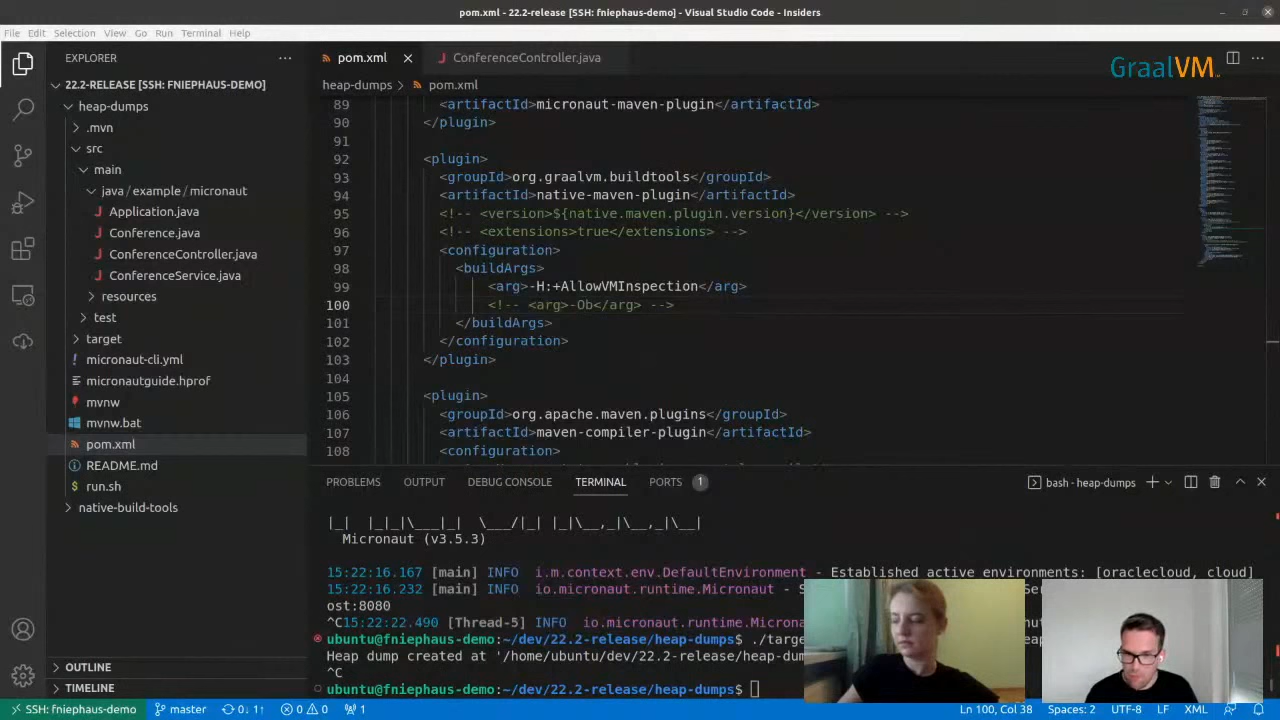 pom.xml - 22.2-release [SSH: fniephaus-demo] - Visual Studio Code - Insiders
File Edit Selection View Go Run Terminal Help
EXPLORER
pom.xml
ConferenceController.java
GraalVM
22.2-RELEASE [SSH: FNIEPHAUS-DEMO]
heap-dumps
.mvn
src
main
java / example / micronaut
Application.java
Conference.java
ConferenceController.java
ConferenceService.java
resources
test
target
micronaut-cli.yml
micronautguide.hprof
mvnw
mvnw.bat
pom.xml
README.md
run.sh
native-build-tools
OUTLINE
TIMELINE
heap-dumps > pom.xml
89 <artifactId>micronaut-maven-plugin</artifactId>
90 </plugin>
91
92 <plugin>
93 <groupId>org.graalvm.buildtools</groupId>
94 <artifactId>native-maven-plugin</artifactId>
95 <!-- <version>${native.maven.plugin.version}</version> -->
96 <!-- <extensions>true</extensions> -->
97 <configuration>
98 <buildArgs>
99 <arg>-H:+AllowVMInspection</arg>
100 <!-- <arg>-Ob</arg> -->
101 </buildArgs>
102 </configuration>
103 </plugin>
104
105 <plugin>
106 <groupId>org.apache.maven.plugins</groupId>
107 <artifactId>maven-compiler-plugin</artifactId>
108 <configuration>
PROBLEMS OUTPUT DEBUG CONSOLE TERMINAL PORTS 1
bash - heap-dumps
|_| |_|_|\___|_| \___/|_| |_|\__,_|\__,_|\__|
Micronaut (v3.5.3)
15:22:16.167 [main] INFO i.m.context.env.DefaultEnvironment - Established active environments: [oraclecloud, cloud]
15:22:16.232 [main] INFO io.micronaut.runtime.Micronaut - S
ost:8080
^C15:22:22.490 [Thread-5] INFO io.micronaut.runtime.Microna
ubuntu@fniephaus-demo:~/dev/22.2-release/heap-dumps$ ./targ
Heap dump created at '/home/ubuntu/dev/22.2-release/heap-dum
^C
ubuntu@fniephaus-demo:~/dev/22.2-release/heap-dumps$
SSH: fniephaus-demo master 0↓ 1↑ 0 0 1 Ln 100, Col 38 Spaces: 2 UTF-8 LF XML